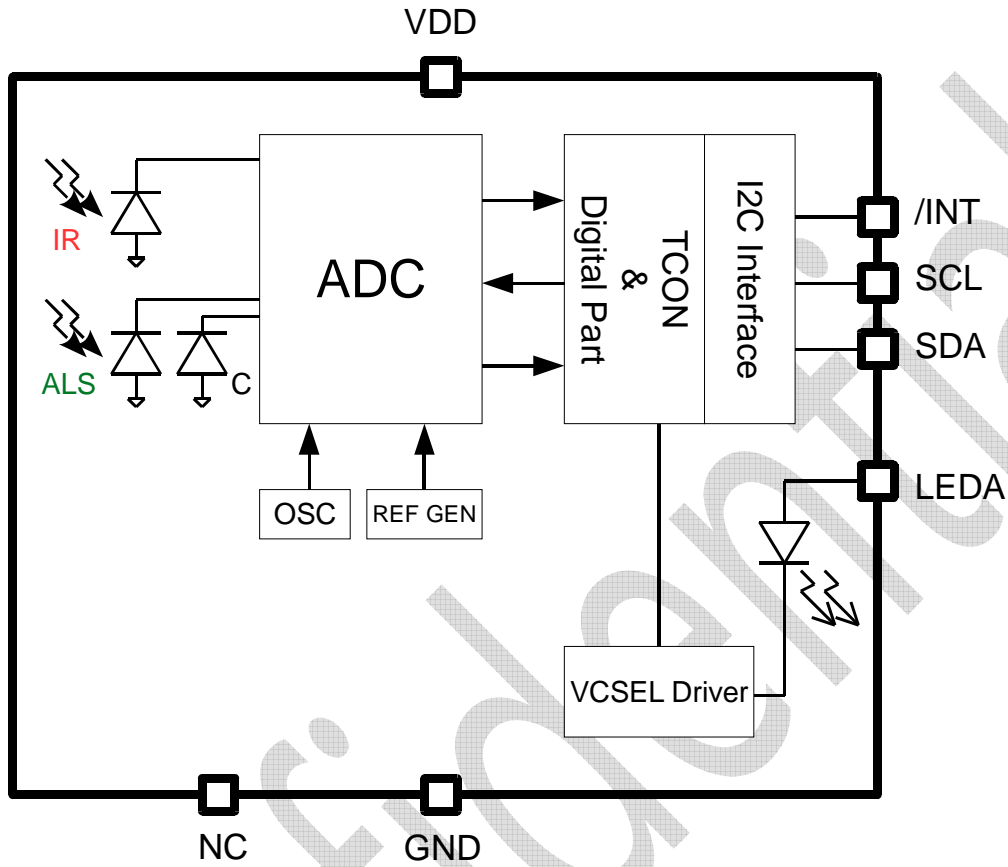 VDD
IR
ALS
C
ADC
OSC
REF GEN
Digital Part
&
TCON
I2C Interface
/INT
SCL
SDA
LEDA
VCSEL Driver
NC
GND